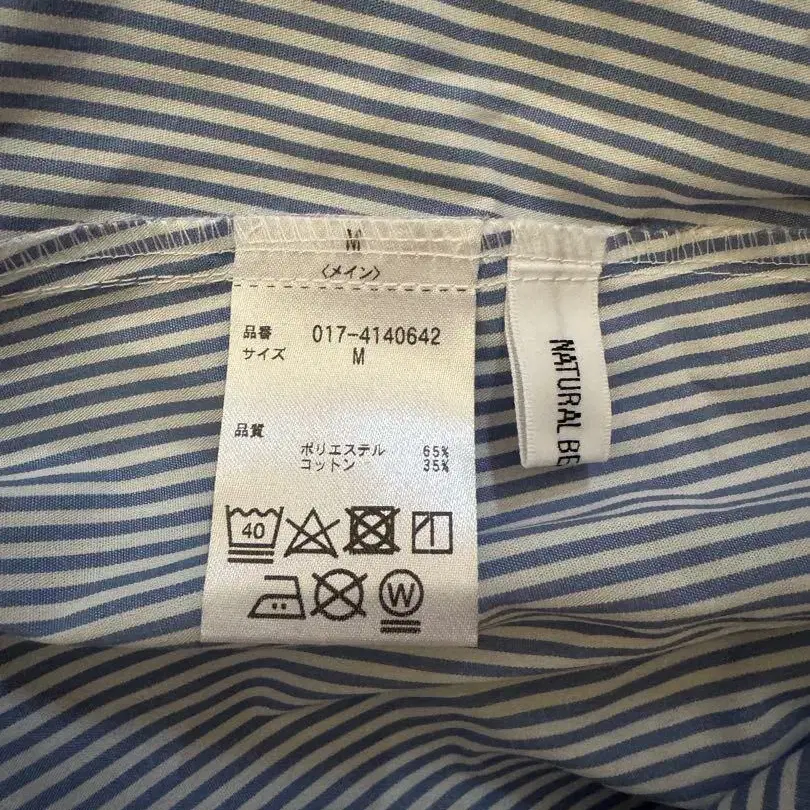 M
〈メイン〉
品番 017-4140642
サイズ M
品質
ポリエステル 65%
コットン 35%
40
W
NATURAL BE